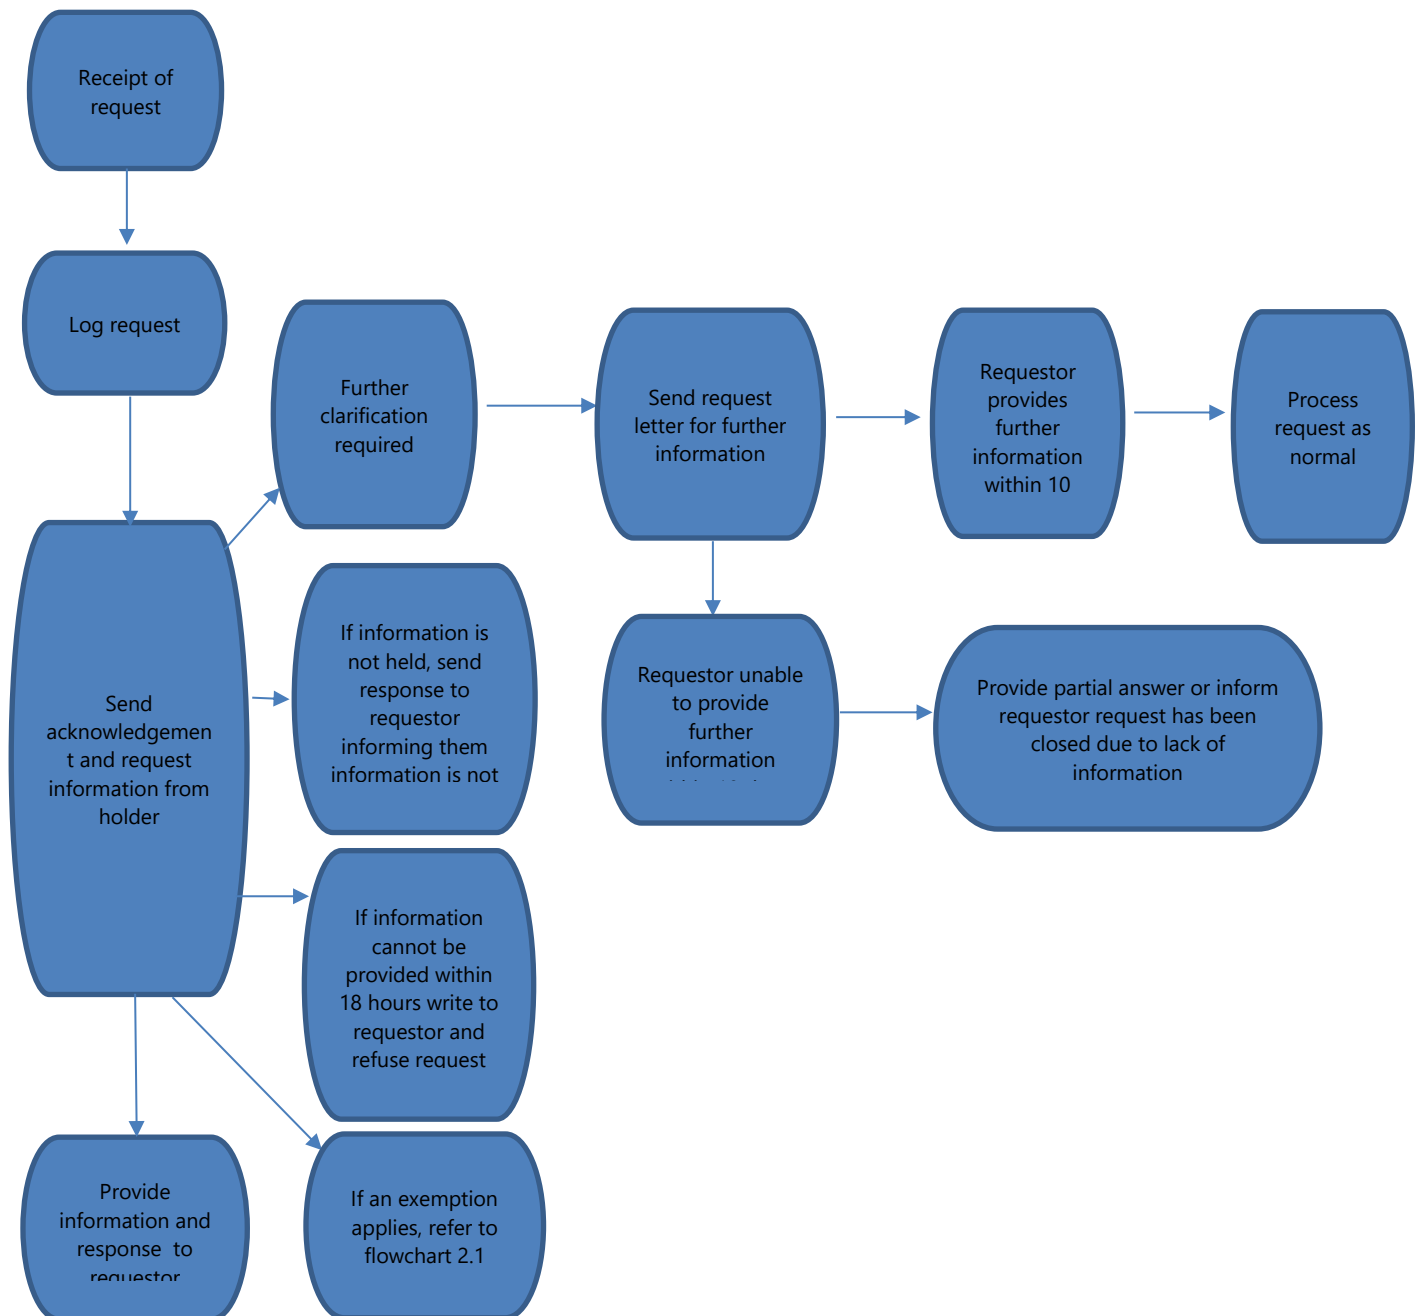 Receipt of
request
Log request
Further
clarification
required
Send request
letter for further
information
Requestor
provides
further
information
within 10
Process
request as
normal
Send
acknowledgemen
t and request
information from
holder
If information is
not held, send
response to
requestor
informing them
information is not
Requestor unable
to provide
further
information
Provide partial answer or inform
requestor request has been
closed due to lack of
information
If information
cannot be
provided within
18 hours write to
requestor and
refuse request
Provide
information and
response to
requestor
If an exemption
applies, refer to
flowchart 2.1